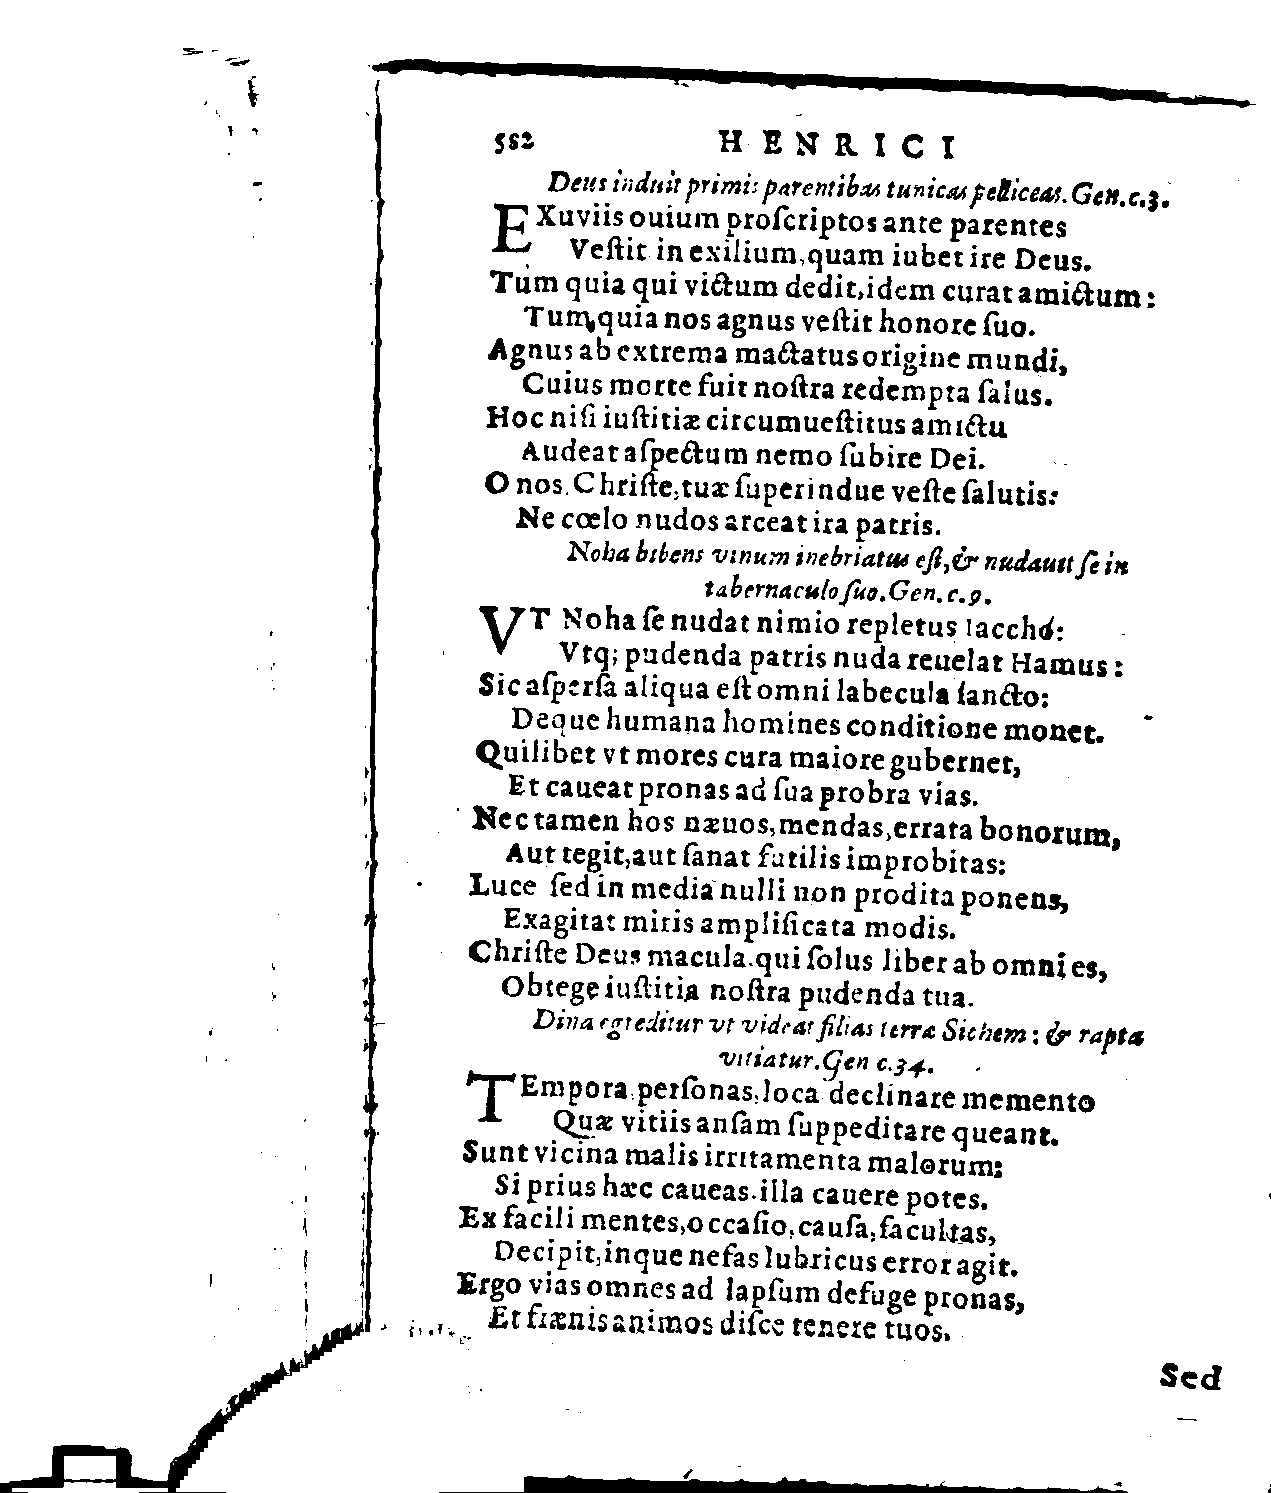 582 HENRICI
Deus induit primis parentibus tunicas pelliceas. Gen.c.3.
EXuviis ouium proſcriptos ante parentes
Veſtit in exilium, quam iubet ire Deus.
Tum quia qui victum dedit, idem curat amictum:
Tum, quia nos agnus veſtit honore ſuo.
Agnus ab extrema mactatus origine mundi,
Cuius morte fuit noſtra redempta ſalus.
Hoc niſi iuſtitiæ circumueſtitus amictu
Audeat aſpectum nemo ſubire Dei.
O nos, Chriſte, tuæ ſuperindue veſte ſalutis:
Ne cœlo nudos arceat ira patris.
Noha bibens vinum inebriatus eſt, & nudauit ſe in
tabernaculo ſuo. Gen. c.9.
VT Noha ſe nudat nimio repletus Iaccho:
Vtq; pudenda patris nuda reuelat Hamus:
Sic aſperſa aliqua eſt omni labecula ſancto:
Deque humana homines conditione monet.
Quilibet vt mores cura maiore gubernet,
Et caueat pronas ad ſua probra vias.
Nec tamen hos næuos, mendas, errata bonorum,
Aut tegit, aut ſanat futilis improbitas:
Luce ſed in media nulli non prodita ponens,
Exagitat miris amplificata modis.
Chriſte Deus macula. qui ſolus liber ab omni es,
Obtege iuſtitia noſtra pudenda tua.
Dina egreditur vt videat filias terræ Sichem: & rapta
vitiatur. Gen c.34.
TEmpora, perſonas, loca declinare memento
Quæ vitiis anſam ſuppeditare queant.
Sunt vicina malis irritamenta malorum:
Si prius hæc caueas. illa cauere potes.
Ex facili mentes, occaſio, cauſa, facultas,
Decipit, inque nefas lubricus error agit.
Ergo vias omnes ad lapſum defuge pronas,
Et frænis animos diſce tenere tuos.
Sed